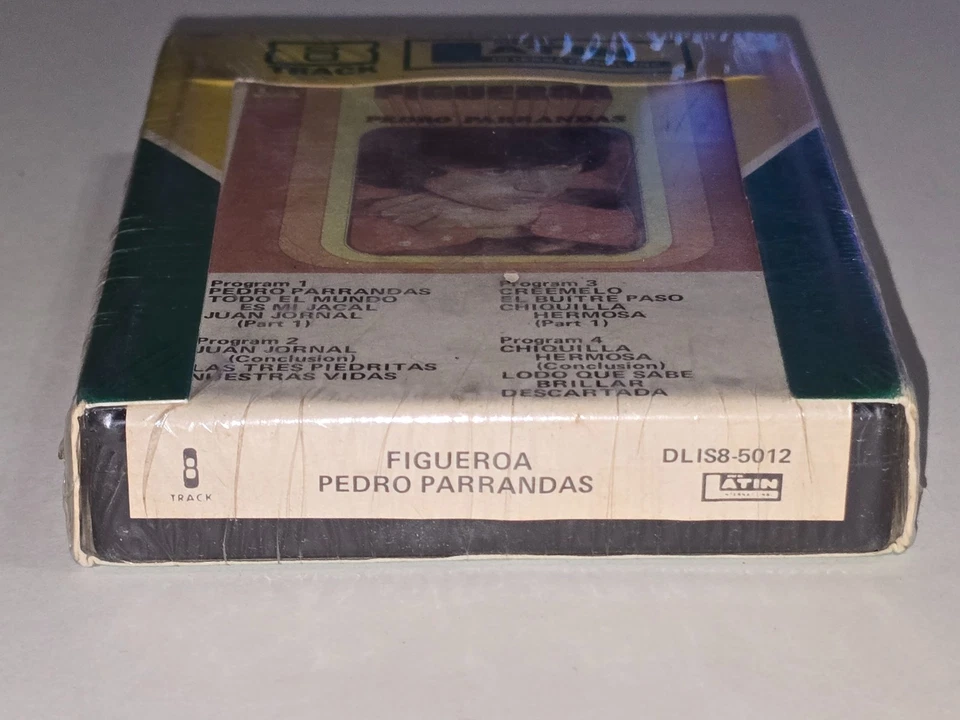 8
TRACK
FIGUEROA
PEDRO PARRANDAS
Program 1
PEDRO PARRANDAS
TODO EL MUNDO
ES MI JACAL
JUAN JORNAL
(Part 1)
Program 2
JUAN JORNAL
(Conclusion)
LAS TRES PIEDRITAS
NUESTRAS VIDAS
Program 3
CREEMELO
EL BUITRE PASO
CHIQUILLA
HERMOSA
(Part 1)
Program 4
CHIQUILLA
HERMOSA
(Conclusion)
LODO QUE SABE
BRILLAR
DESCARTADA
8
TRACK
FIGUEROA
PEDRO PARRANDAS
DLIS8-5012
LATIN
INTERNATIONAL